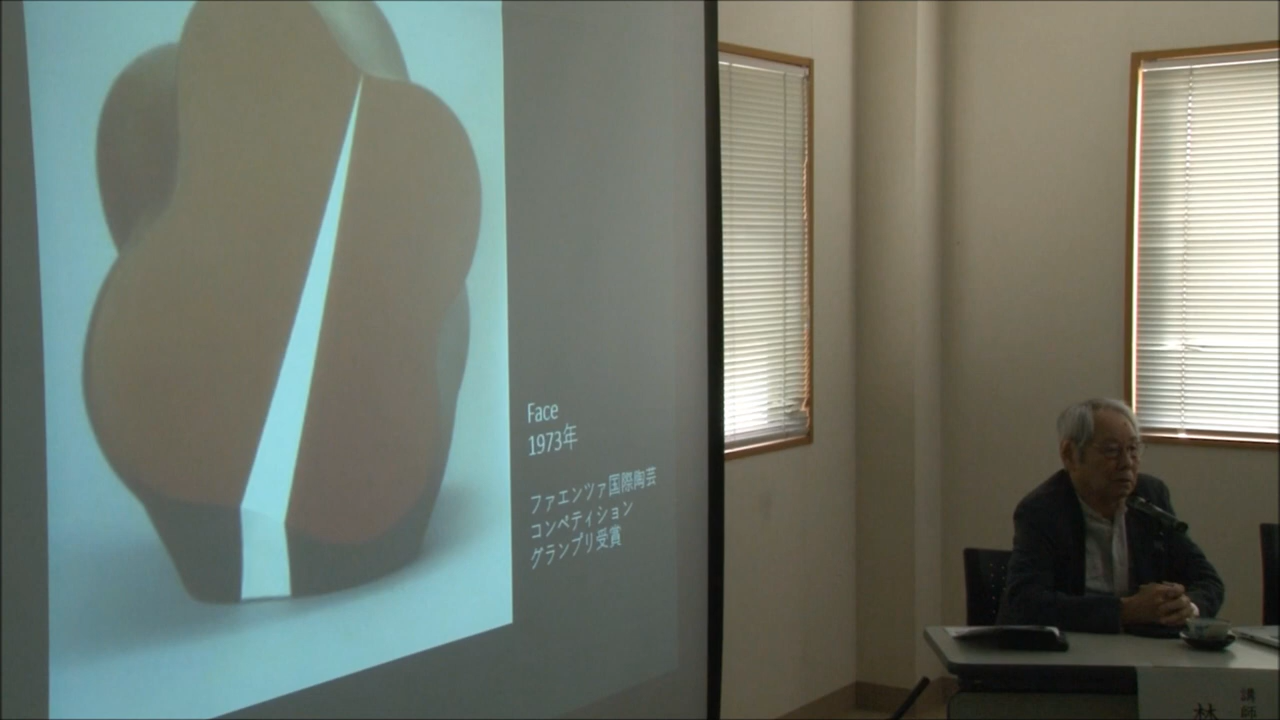 Face
1973年
ファエンツァ国際陶芸
コンペティション
グランプリ受賞
講師
林